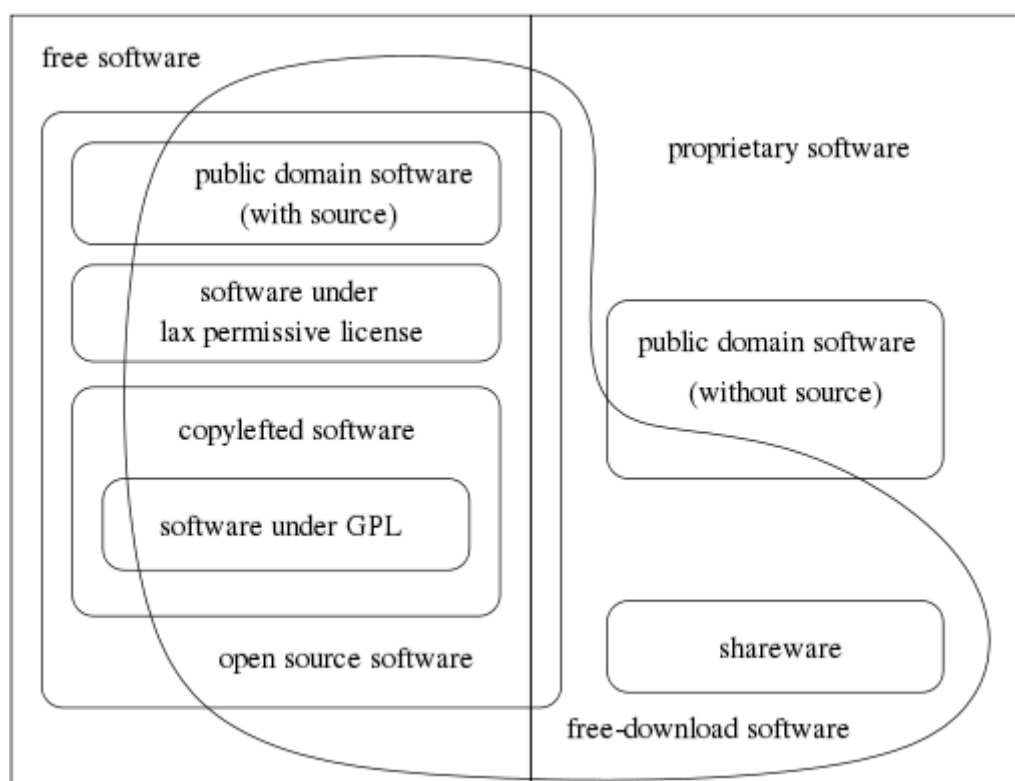 free software
proprietary software
public domain software
(with source)
software under
lax permissive license
public domain software
(without source)
copylefted software
software under GPL
shareware
open source software
free-download software